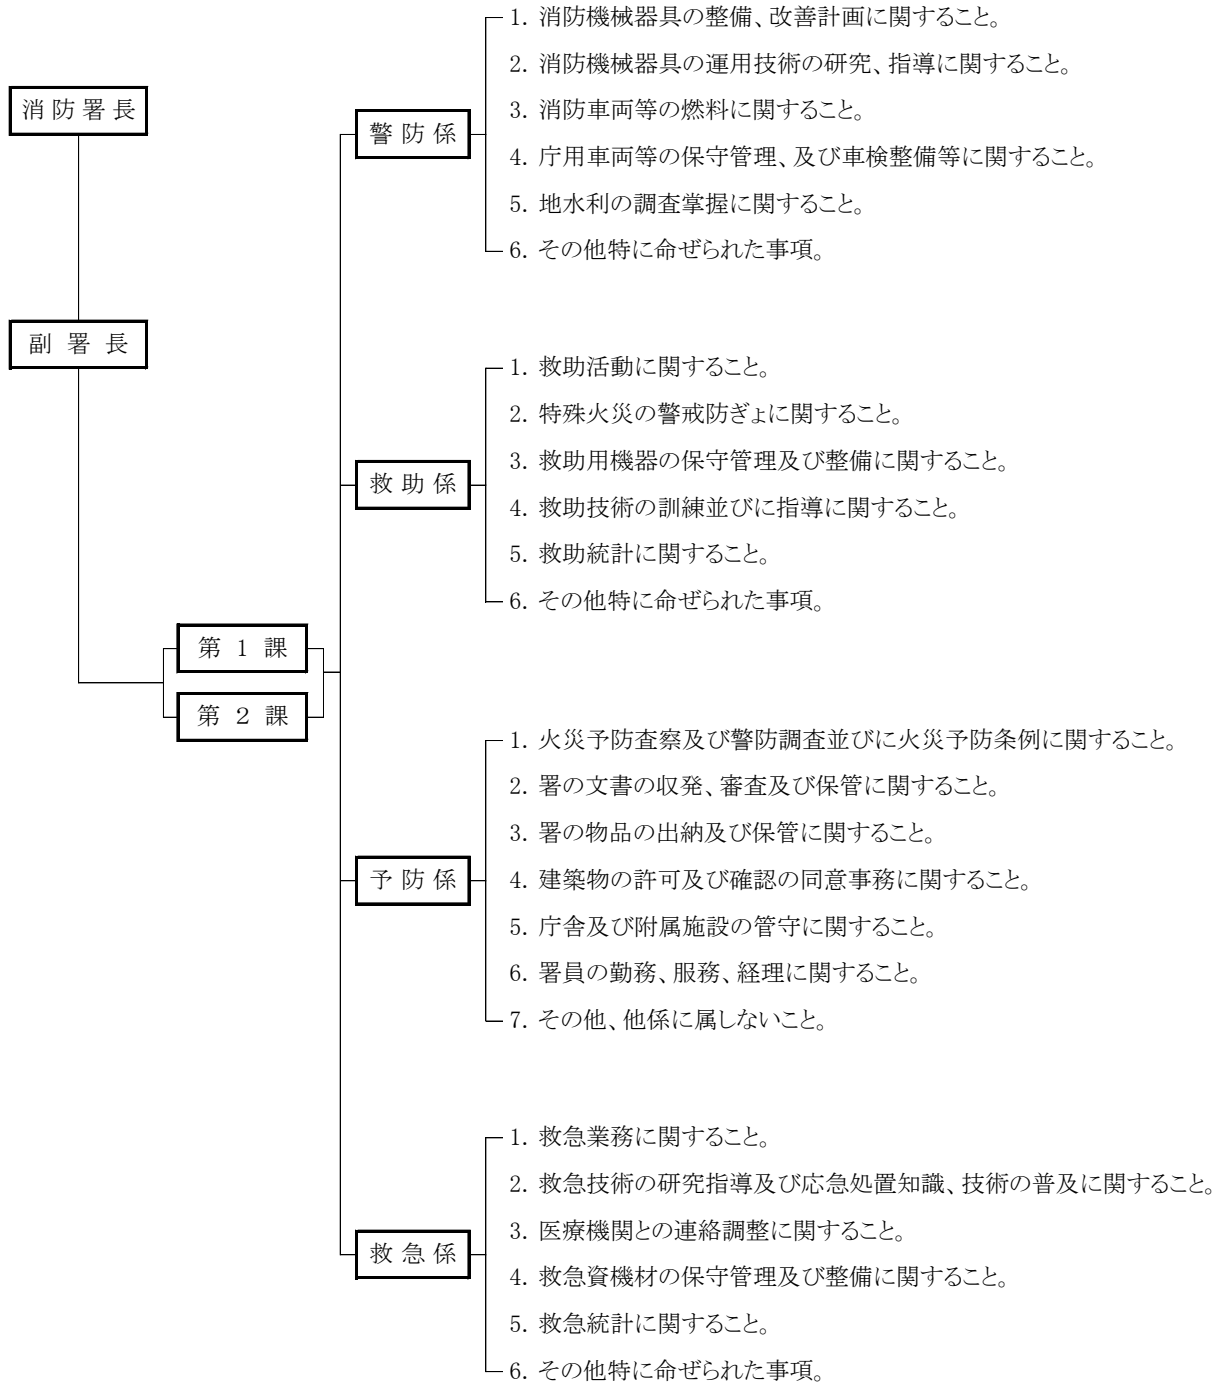 消防署長
副署長
第1課
第2課
警防係
1. 消防機械器具の整備、改善計画に関すること。
2. 消防機械器具の運用技術の研究、指導に関すること。
3. 消防車両等の燃料に関すること。
4. 庁用車両等の保守管理、及び車検整備等に関すること。
5. 地水利の調査掌握に関すること。
6. その他特に命ぜられた事項。
救助係
1. 救助活動に関すること。
2. 特殊火災の警戒防ぎょに関すること。
3. 救助用機器の保守管理及び整備に関すること。
4. 救助技術の訓練並びに指導に関すること。
5. 救助統計に関すること。
6. その他特に命ぜられた事項。
予防係
1. 火災予防査察及び警防調査並びに火災予防条例に関すること。
2. 署の文書の収発、審査及び保管に関すること。
3. 署の物品の出納及び保管に関すること。
4. 建築物の許可及び確認の同意事務に関すること。
5. 庁舎及び附属施設の管守に関すること。
6. 署員の勤務、服務、経理に関すること。
7. その他、他係に属しないこと。
救急係
1. 救急業務に関すること。
2. 救急技術の研究指導及び応急処置知識、技術の普及に関すること。
3. 医療機関との連絡調整に関すること。
4. 救急資機材の保守管理及び整備に関すること。
5. 救急統計に関すること。
6. その他特に命ぜられた事項。